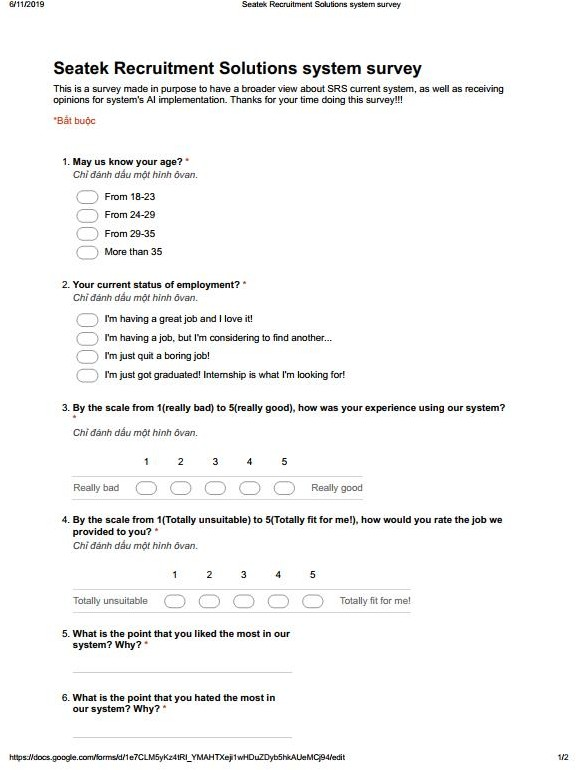 6/11/2019 Seatek Recruitment Solutions system survey
Seatek Recruitment Solutions system survey
This is a survey made in purpose to have a broader view about SRS current system, as well as receiving
opinions for system's AI implementation. Thanks for your time doing this survey!!!
*Bắt buộc
1. May us know your age? *
Chỉ đánh dấu một hình ôvan.
From 18-23
From 24-29
From 29-35
More than 35
2. Your current status of employment? *
Chỉ đánh dấu một hình ôvan.
I'm having a great job and I love it!
I'm having a job, but I'm considering to find another...
I'm just quit a boring job!
I'm just got graduated! Internship is what I'm looking for!
3. By the scale from 1(really bad) to 5(really good), how was your experience using our system?
*
Chỉ đánh dấu một hình ôvan.
1 2 3 4 5
Really bad Really good
4. By the scale from 1(Totally unsuitable) to 5(Totally fit for me!), how would you rate the job we
provided to you? *
Chỉ đánh dấu một hình ôvan.
1 2 3 4 5
Totally unsuitable Totally fit for me!
5. What is the point that you liked the most in our
system? Why? *
6. What is the point that you hated the most in
our system? Why? *
https://docs.google.com/forms/d/1e7CLM5yKz4tRI_YMAHTXeji1wHDuZDyb5hkAUeMCj94/edit 1/2